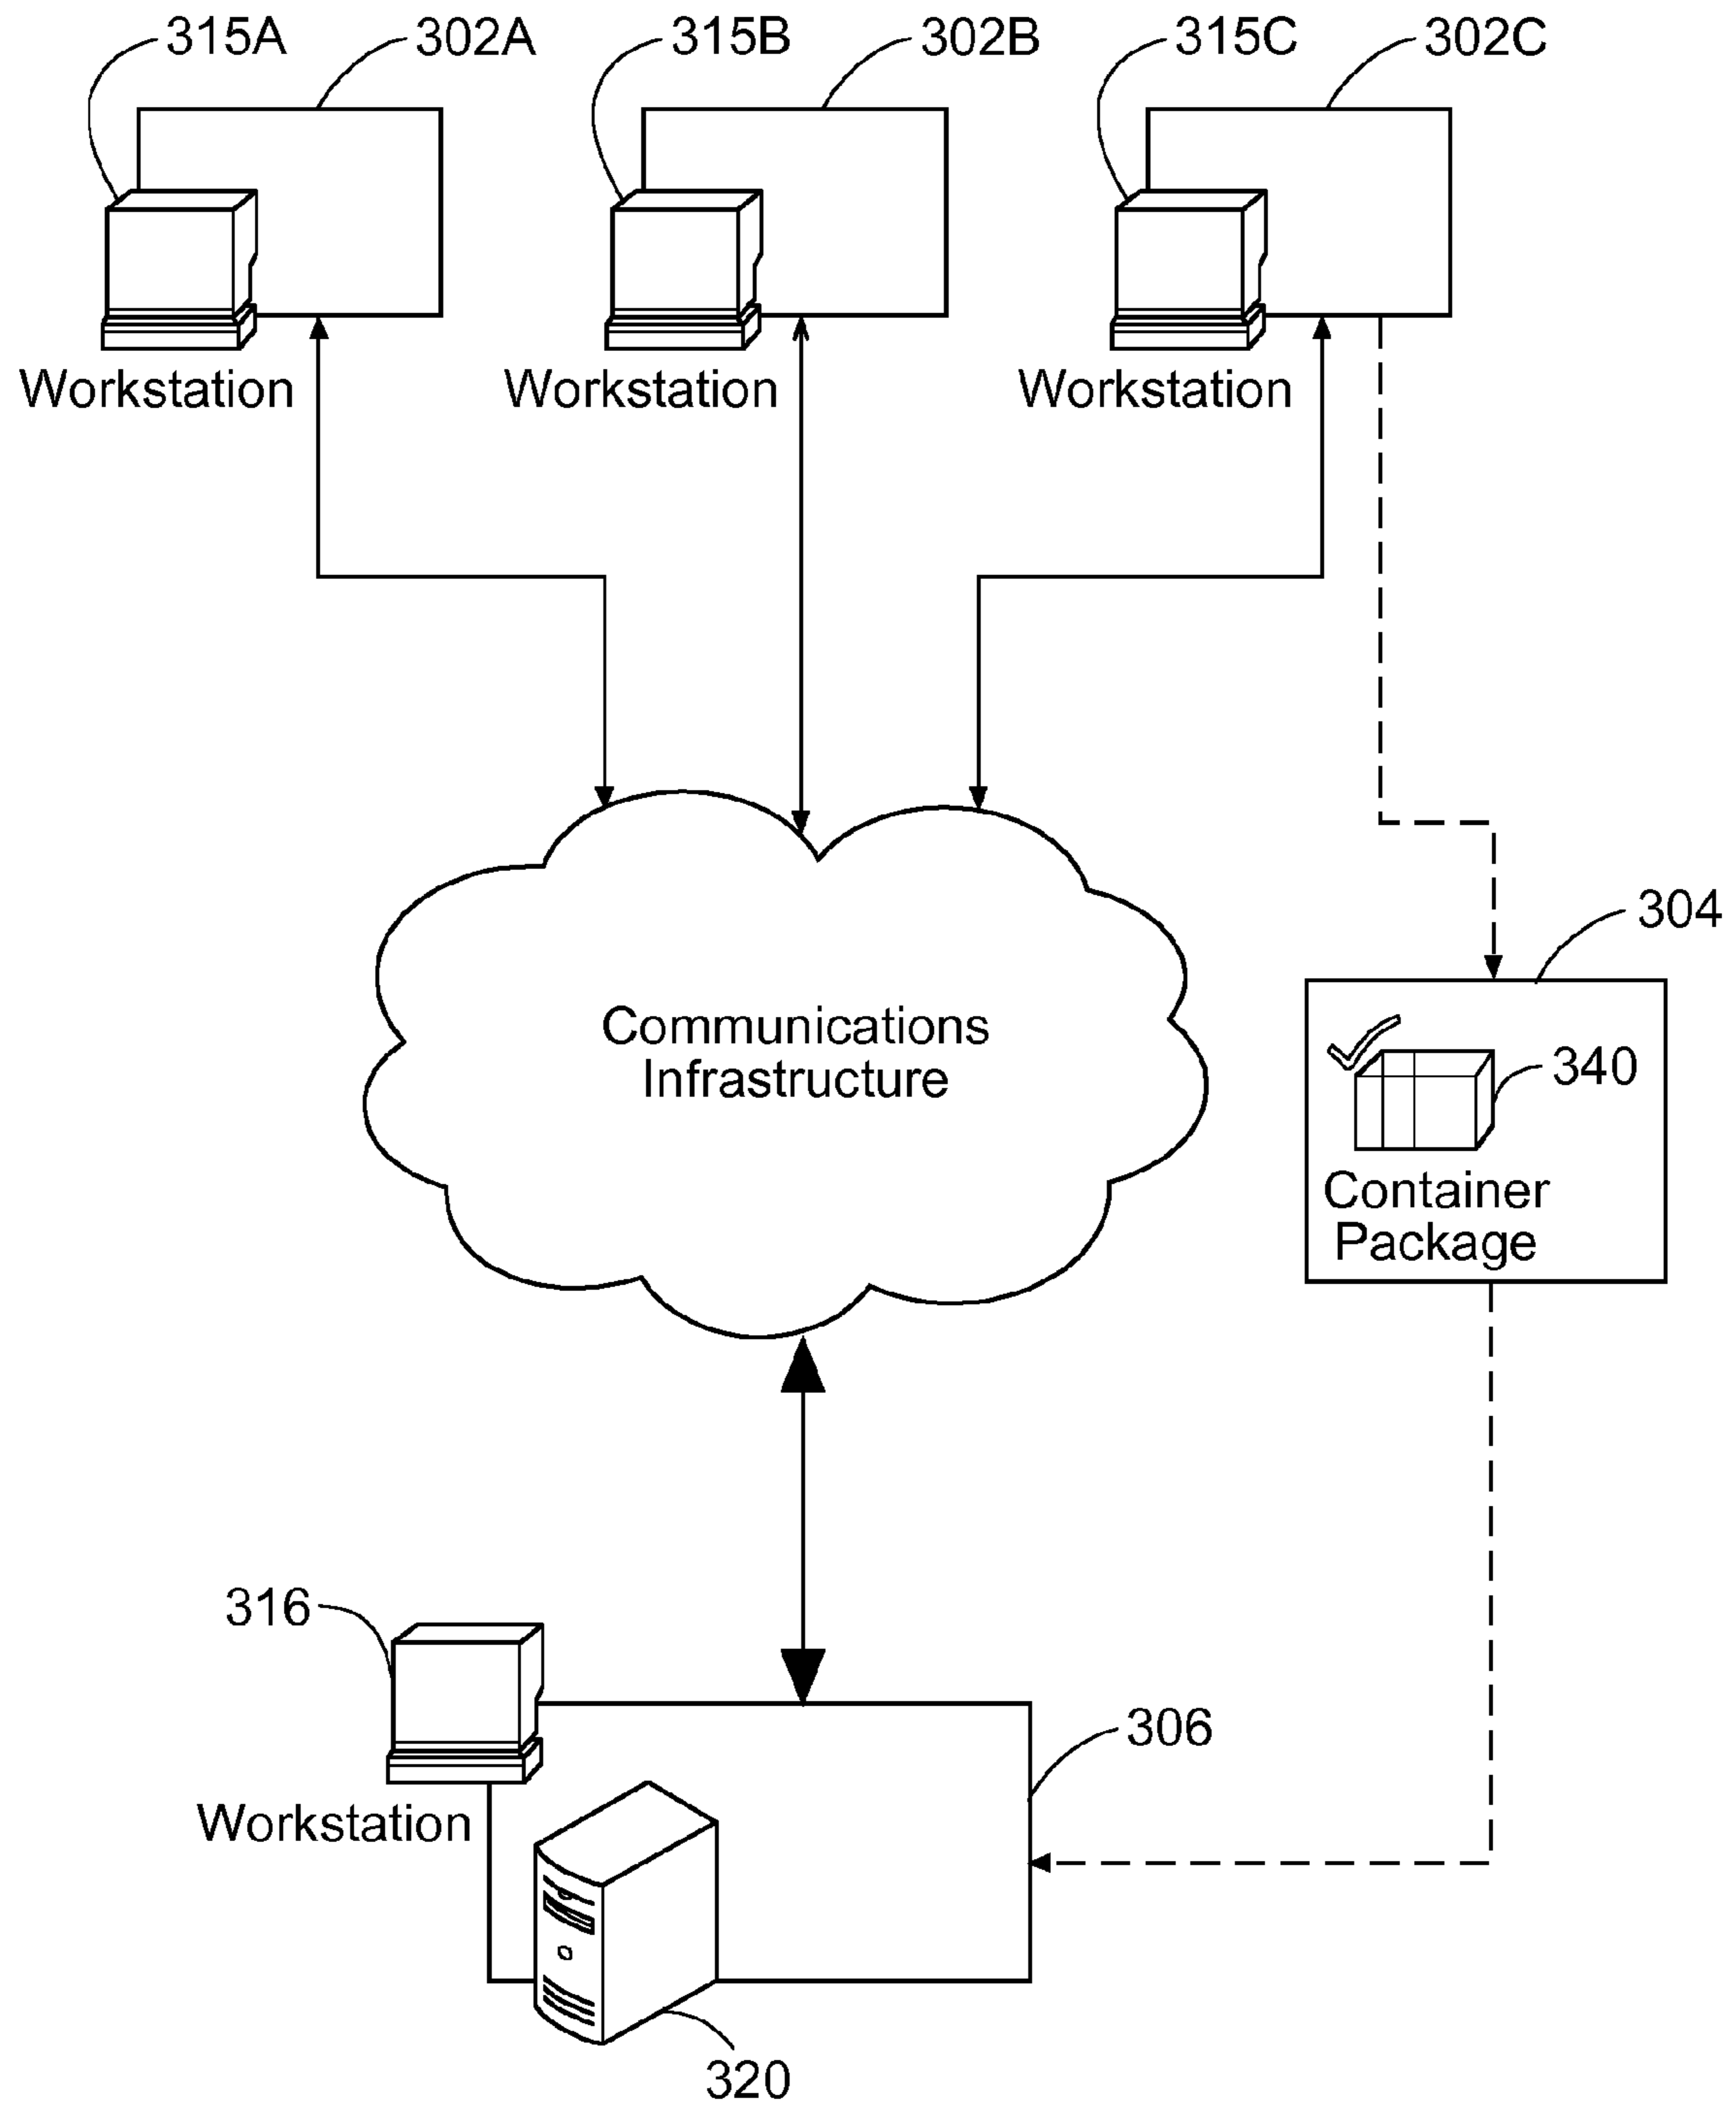 315A
302A
315B
302B
315C
302C
Workstation
Workstation
Workstation
304
Communications
Infrastructure
340
Container
Package
316
306
Workstation
320